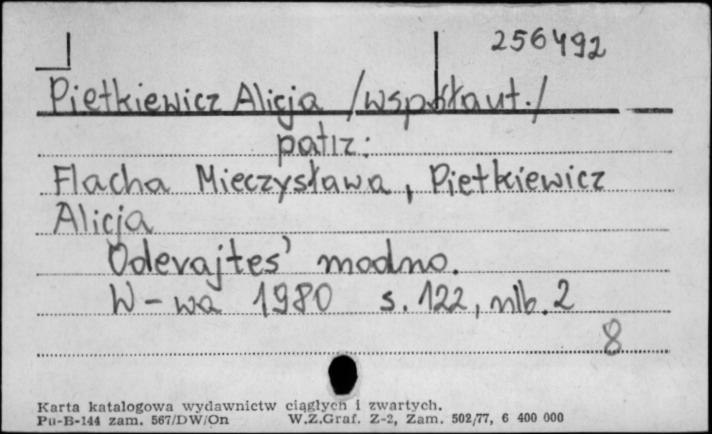 256492
Pietkiewicz Alicja /współaut./
patrz:
Flacha Mieczysława, Pietkiewicz
Alicja
Odevajtes' modno.
W-wa 1980 s. 122, nlb. 2
8
Karta katalogowa wydawnictw ciągłych i zwartych.
Pu-B-144 zam. 567/DW/On W.Z.Graf. Z-2, Zam. 502/77, 6 400 000